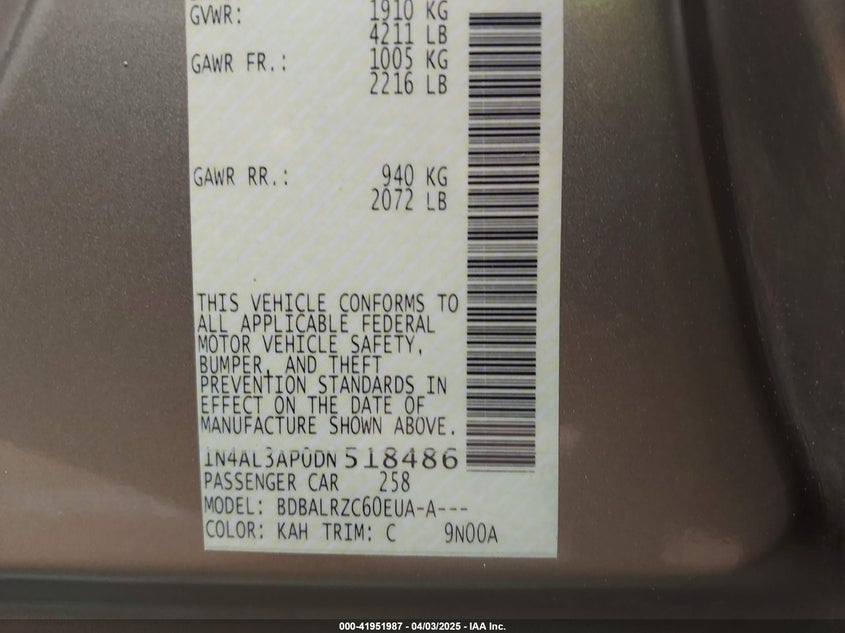 GVWR: 1910 KG
4211 LB
GAWR FR.: 1005 KG
2216 LB
GAWR RR.: 940 KG
2072 LB
THIS VEHICLE CONFORMS TO
ALL APPLICABLE FEDERAL
MOTOR VEHICLE SAFETY,
BUMPER, AND THEFT
PREVENTION STANDARDS IN
EFFECT ON THE DATE OF
MANUFACTURE SHOWN ABOVE.
1N4AL3AP0DN518486
PASSENGER CAR 258
MODEL: BDBALRZC60EUA-A---
COLOR: KAH TRIM: C 9N00A
000-41951987 - 04/03/2025 - IAA Inc.